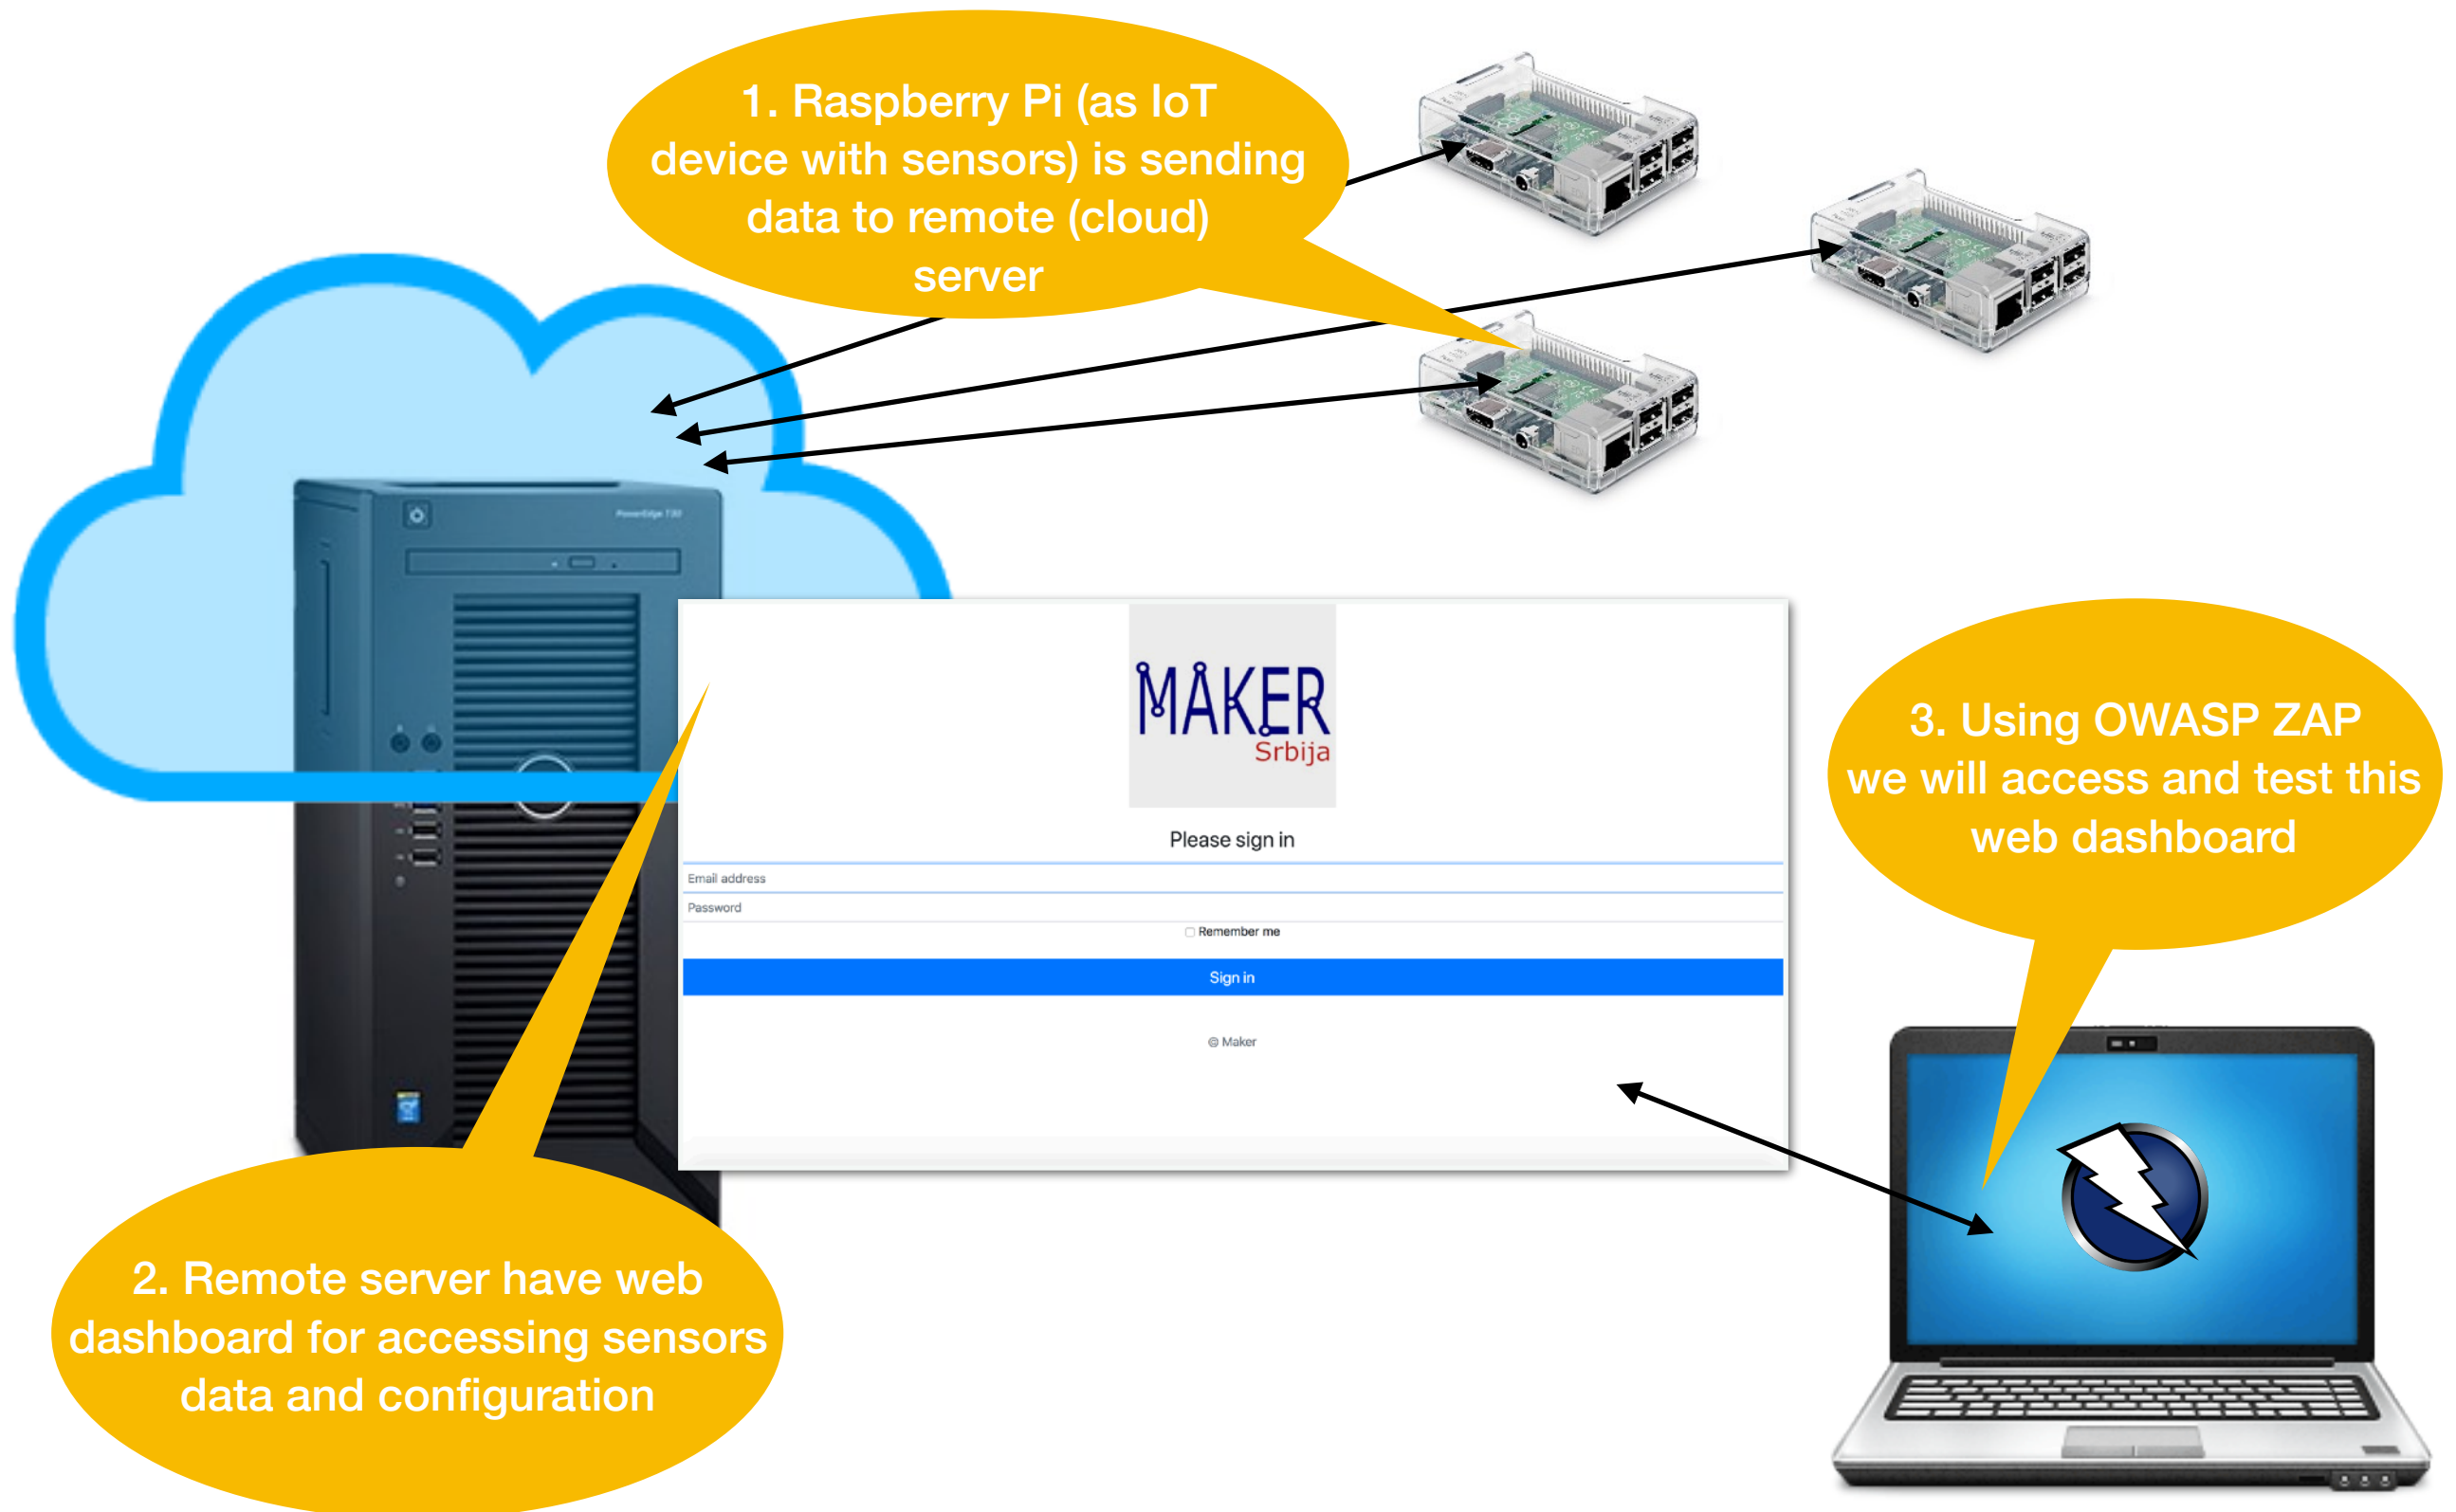 1. Raspberry Pi (as IoT
device with sensors) is sending
data to remote (cloud)
server
PowerEdge T30
MAKER
Srbija
Please sign in
Email address
Password
Remember me
Sign in
© Maker
2. Remote server have web
dashboard for accessing sensors
data and configuration
3. Using OWASP ZAP
we will access and test this
web dashboard